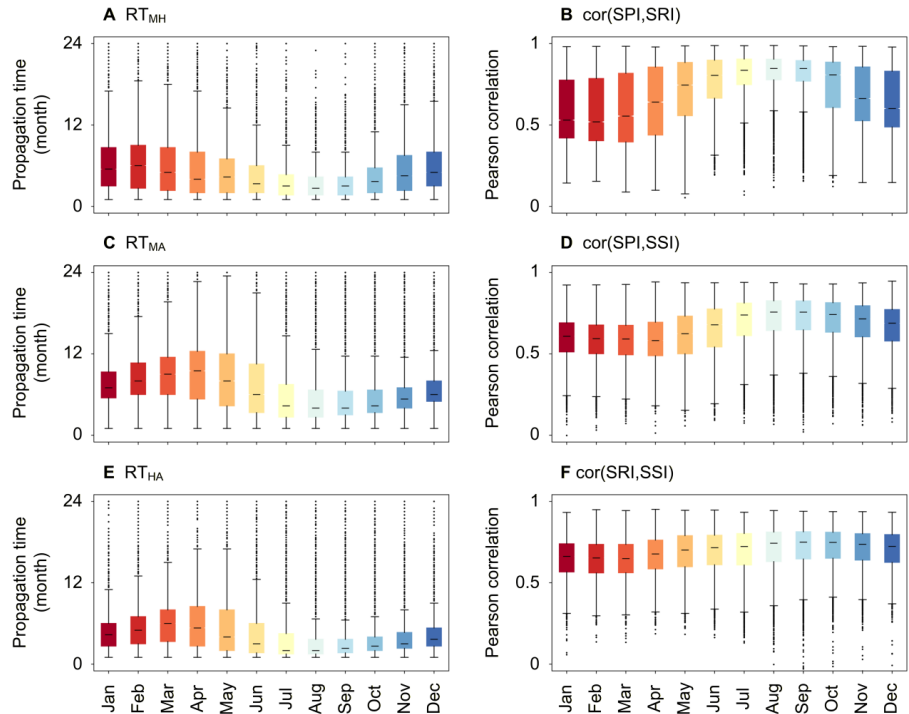 A RT_MH
B cor(SPI,SRI)
Propagation time
(month)
24
12
0
Pearson correlation
1
0.5
0
C RT_MA
D cor(SPI,SSI)
Propagation time
(month)
24
12
0
Pearson correlation
1
0.5
0
E RT_HA
F cor(SRI,SSI)
Propagation time
(month)
24
12
0
Pearson correlation
1
0.5
0
Jan Feb Mar Apr May Jun Jul Aug Sep Oct Nov Dec
Jan Feb Mar Apr May Jun Jul Aug Sep Oct Nov Dec